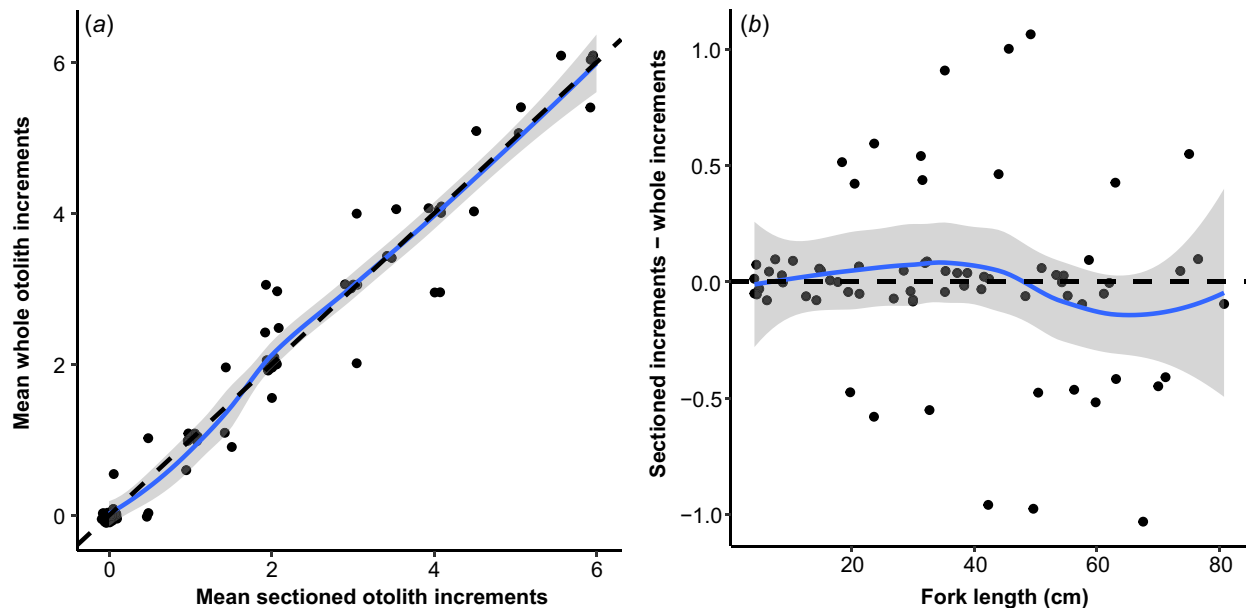 (a)
Mean whole otolith increments
6
4
2
0
0 2 4 6
Mean sectioned otolith increments
(b)
Sectioned increments − whole increments
1.0
0.5
0.0
−0.5
−1.0
20 40 60 80
Fork length (cm)